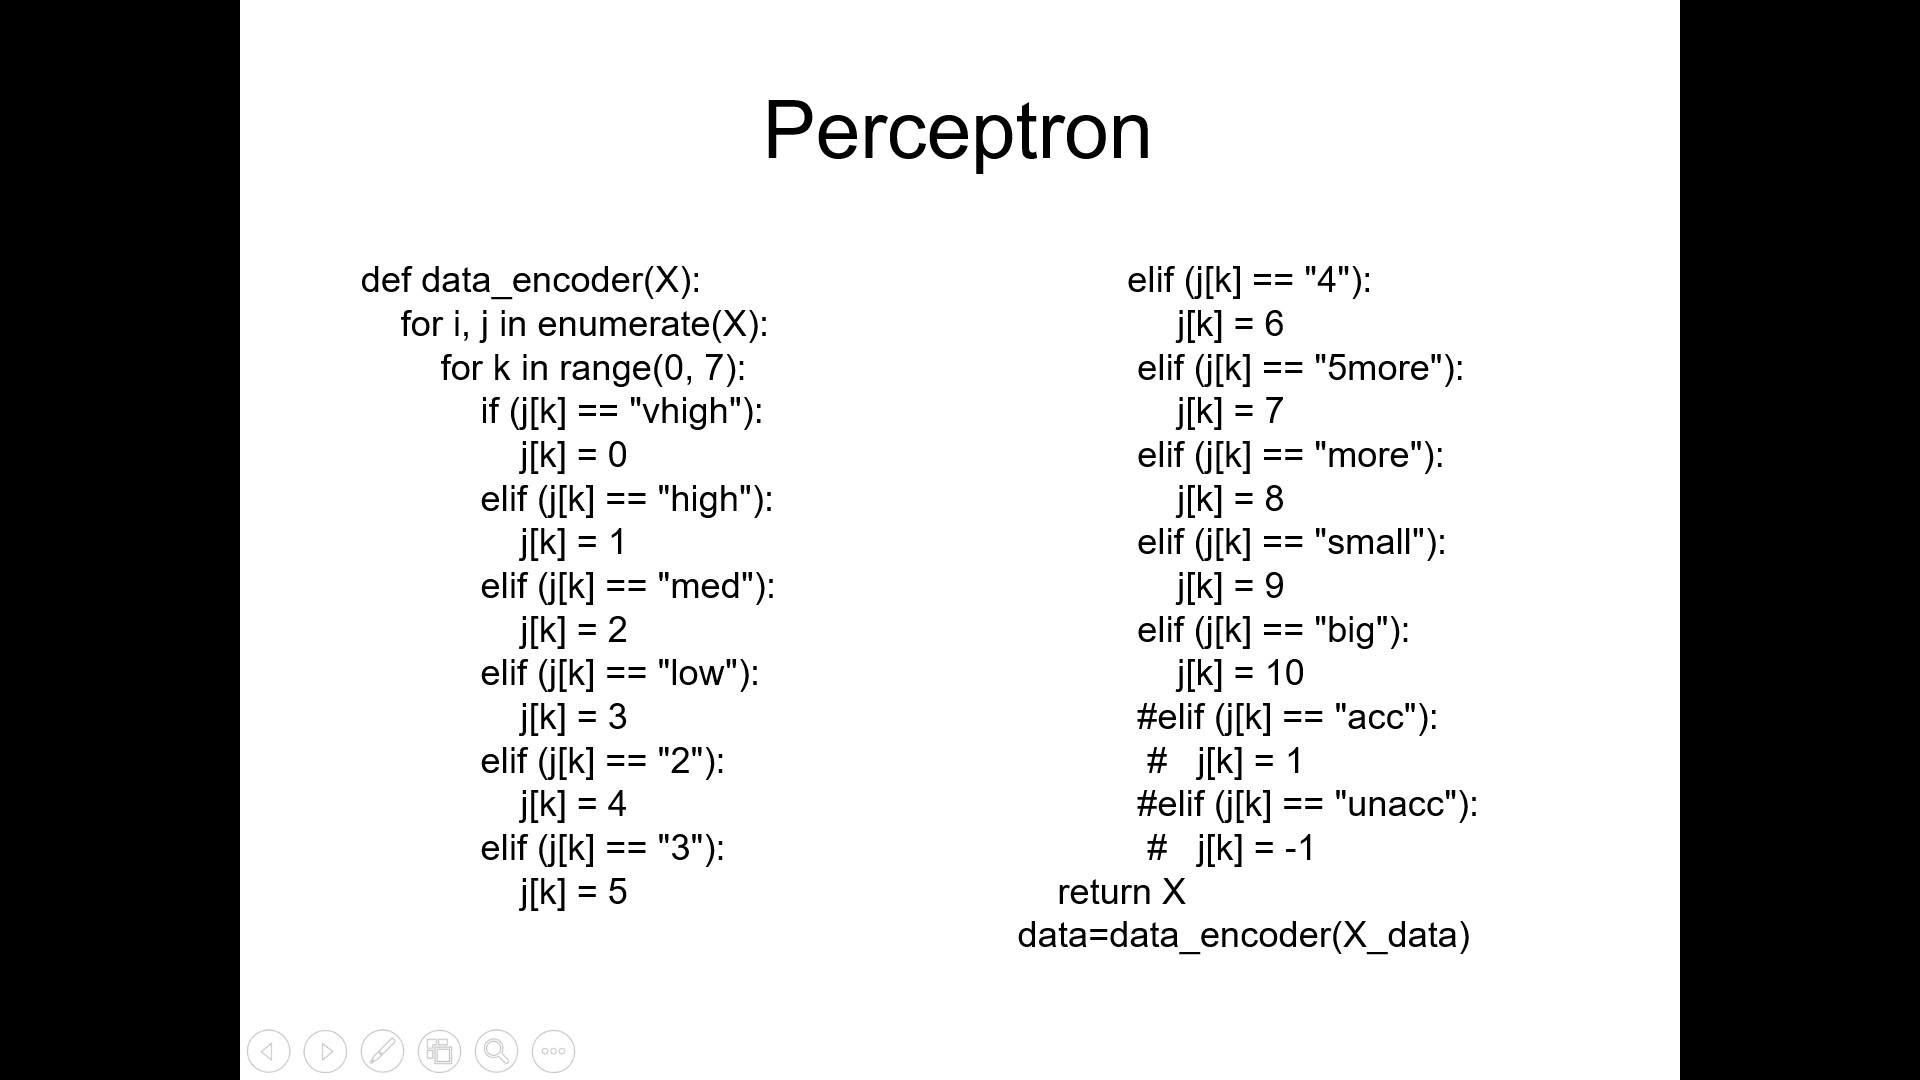 Perceptron
def data_encoder(X):
    for i, j in enumerate(X):
        for k in range(0, 7):
            if (j[k] == "vhigh"):
                j[k] = 0
            elif (j[k] == "high"):
                j[k] = 1
            elif (j[k] == "med"):
                j[k] = 2
            elif (j[k] == "low"):
                j[k] = 3
            elif (j[k] == "2"):
                j[k] = 4
            elif (j[k] == "3"):
                j[k] = 5
           elif (j[k] == "4"):
                j[k] = 6
            elif (j[k] == "5more"):
                j[k] = 7
            elif (j[k] == "more"):
                j[k] = 8
            elif (j[k] == "small"):
                j[k] = 9
            elif (j[k] == "big"):
                j[k] = 10
            #elif (j[k] == "acc"):
             #   j[k] = 1
            #elif (j[k] == "unacc"):
             #   j[k] = -1
    return X
data=data_encoder(X_data)